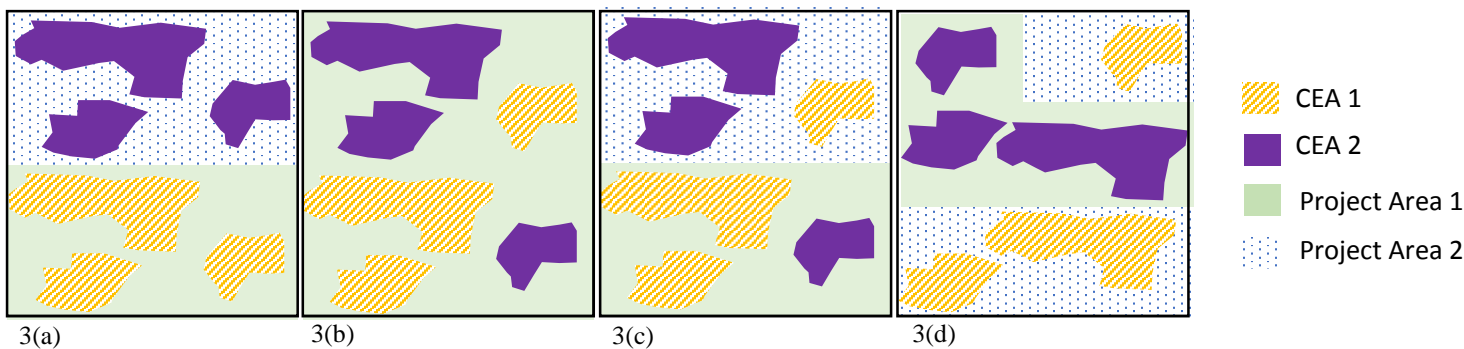 CEA 1
CEA 2
Project Area 1
Project Area 2
3(a)
3(b)
3(c)
3(d)